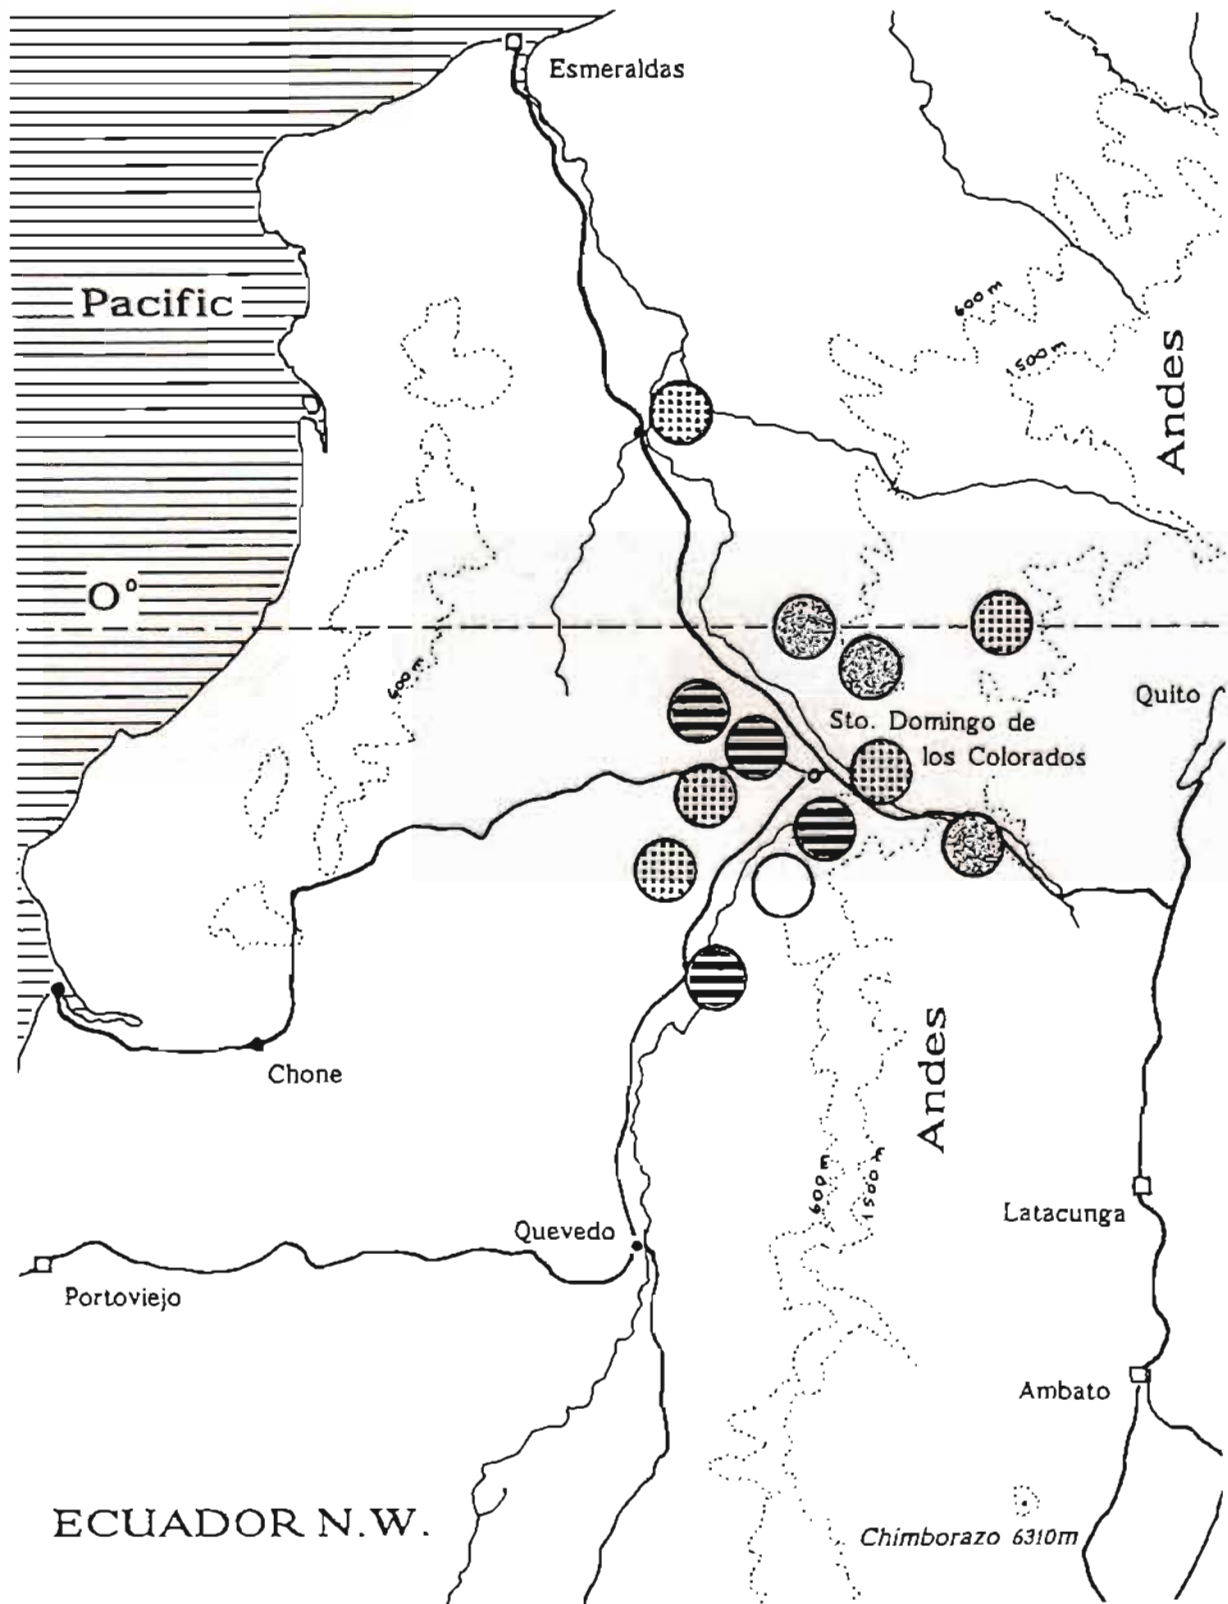 Esmeraldas
Pacific
600 m
1500 m
Andes
O°
600 m
Quito
Sto. Domingo de
los Colorados
Chone
Andes
600 m
1500 m
Latacunga
Quevedo
Portoviejo
Ambato
ECUADOR N.W.
Chimborazo 6310m